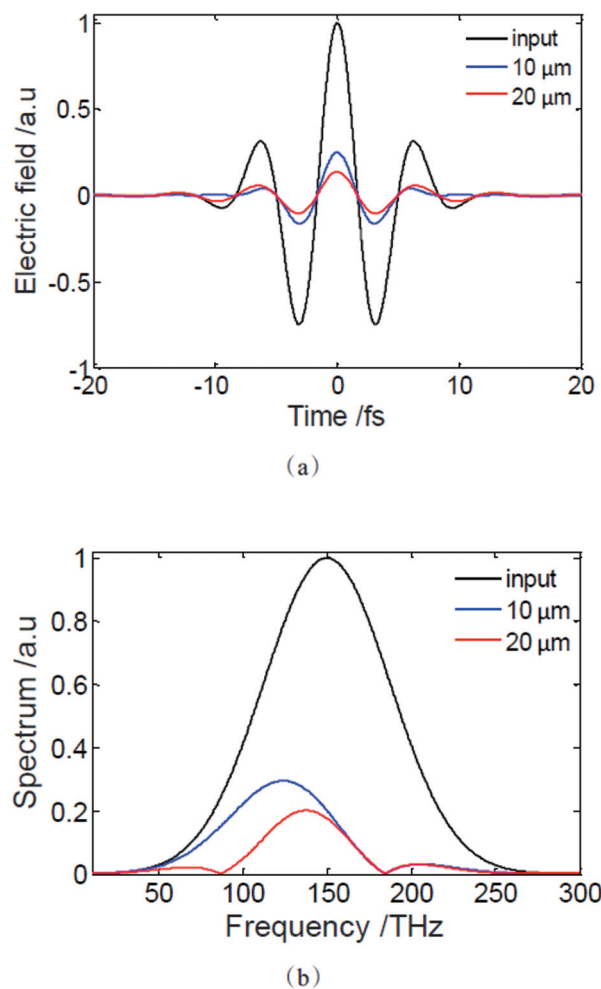 1
0.5
0
-0.5
-1
-20
-10
0
10
20
Electric field /a.u
Time /fs
input
10 μm
20 μm
(a)
1
0.8
0.6
0.4
0.2
0
50
100
150
200
250
300
Spectrum /a.u
Frequency /THz
input
10 μm
20 μm
(b)